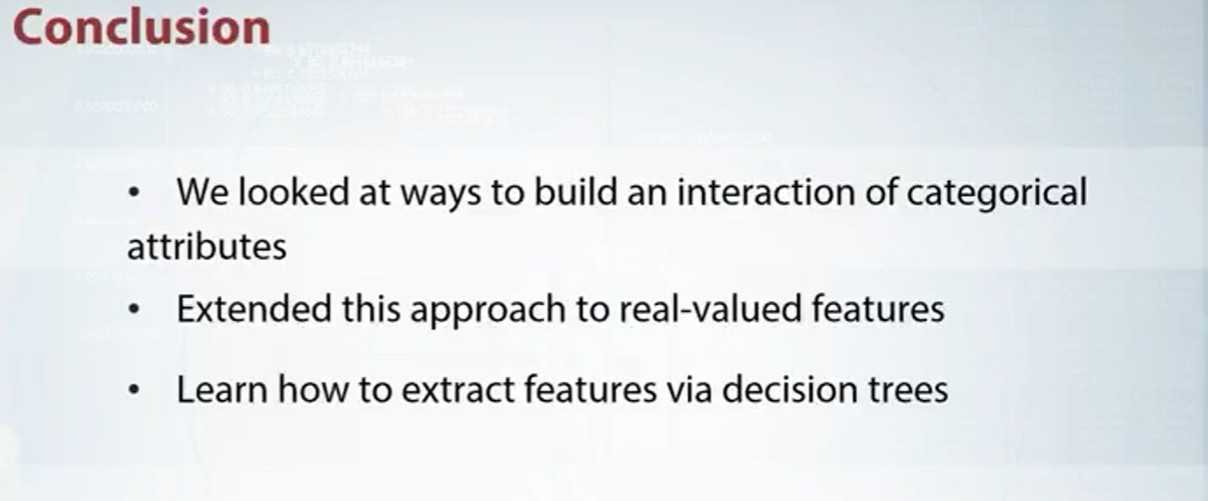 Conclusion
• We looked at ways to build an interaction of categorical
attributes
• Extended this approach to real-valued features
• Learn how to extract features via decision trees